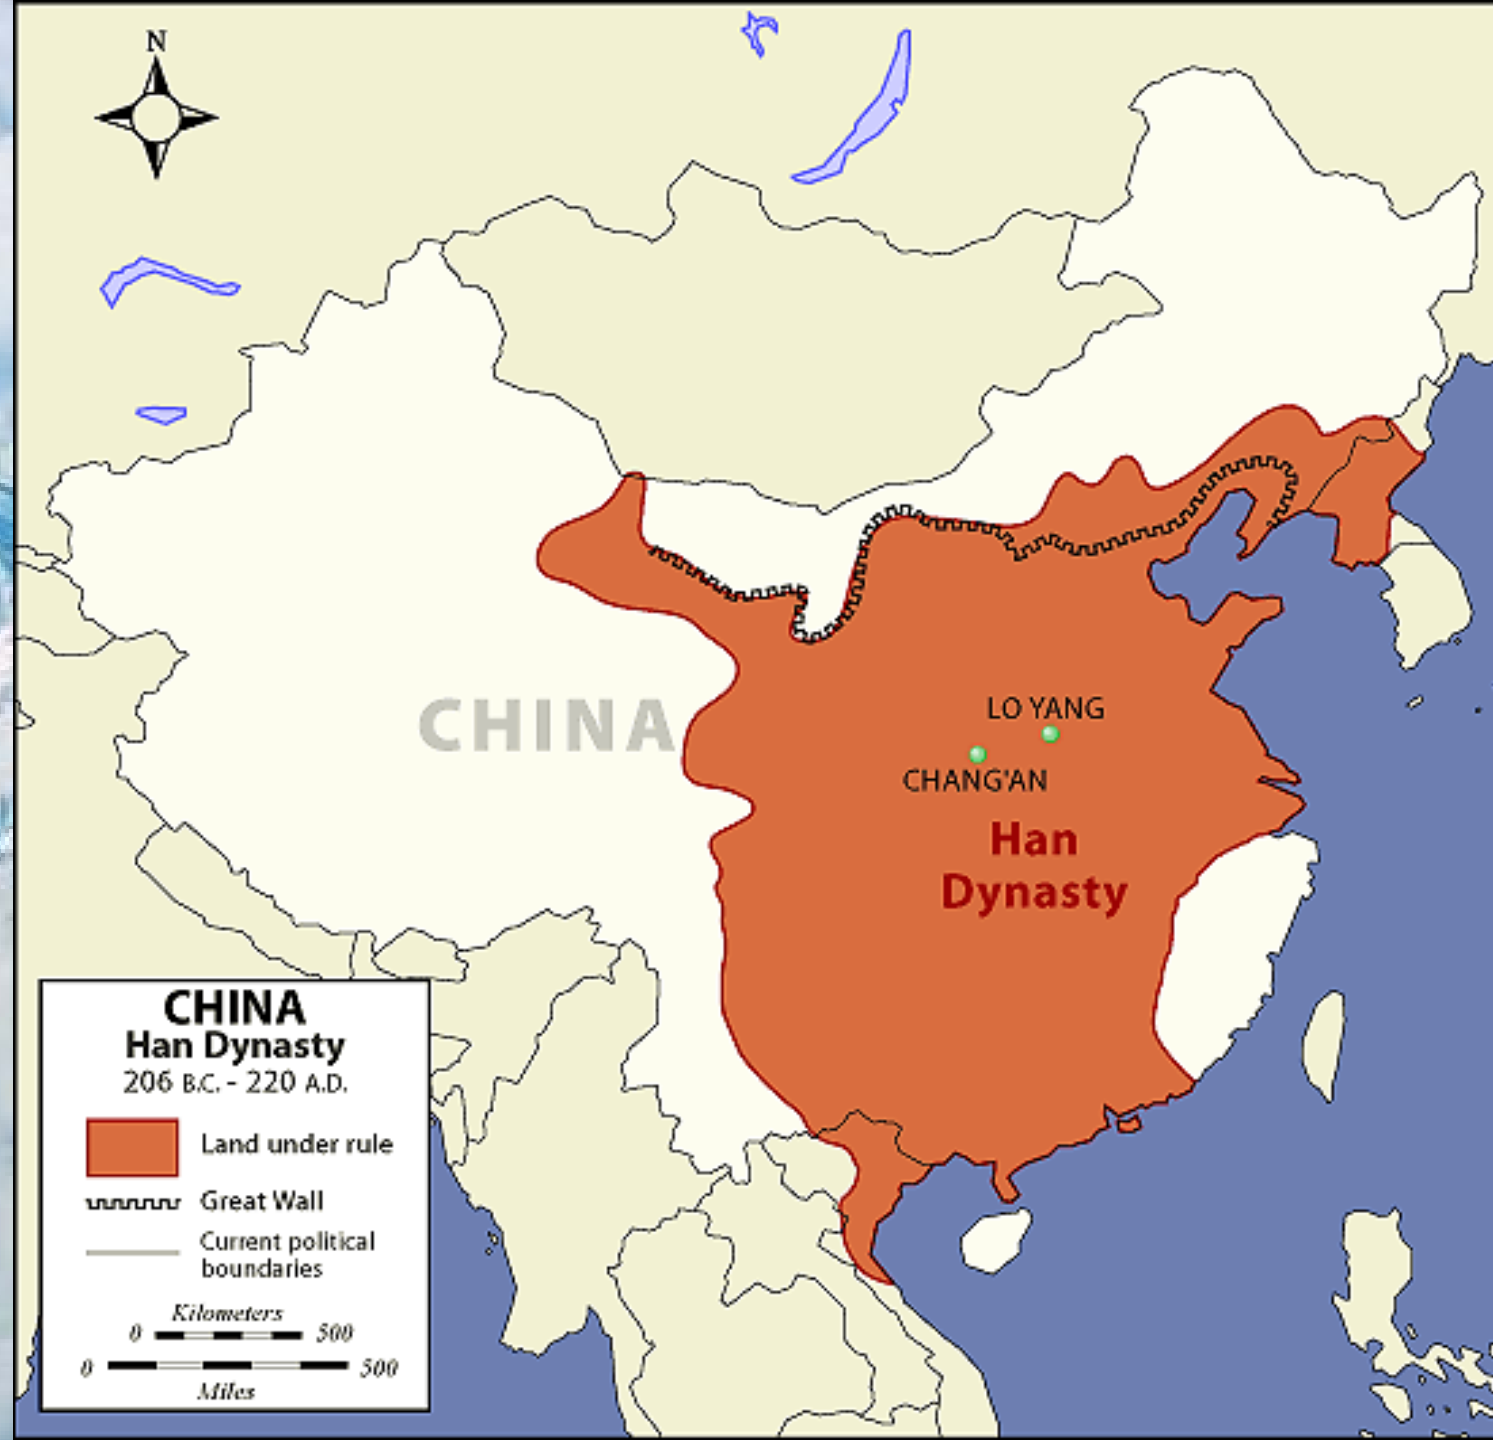 N
CHINA
LO YANG
CHANG'AN
Han
Dynasty
CHINA
Han Dynasty
206 B.C. - 220 A.D.
Land under rule
Great Wall
Current political
boundaries
Kilometers
0 500
0 500
Miles